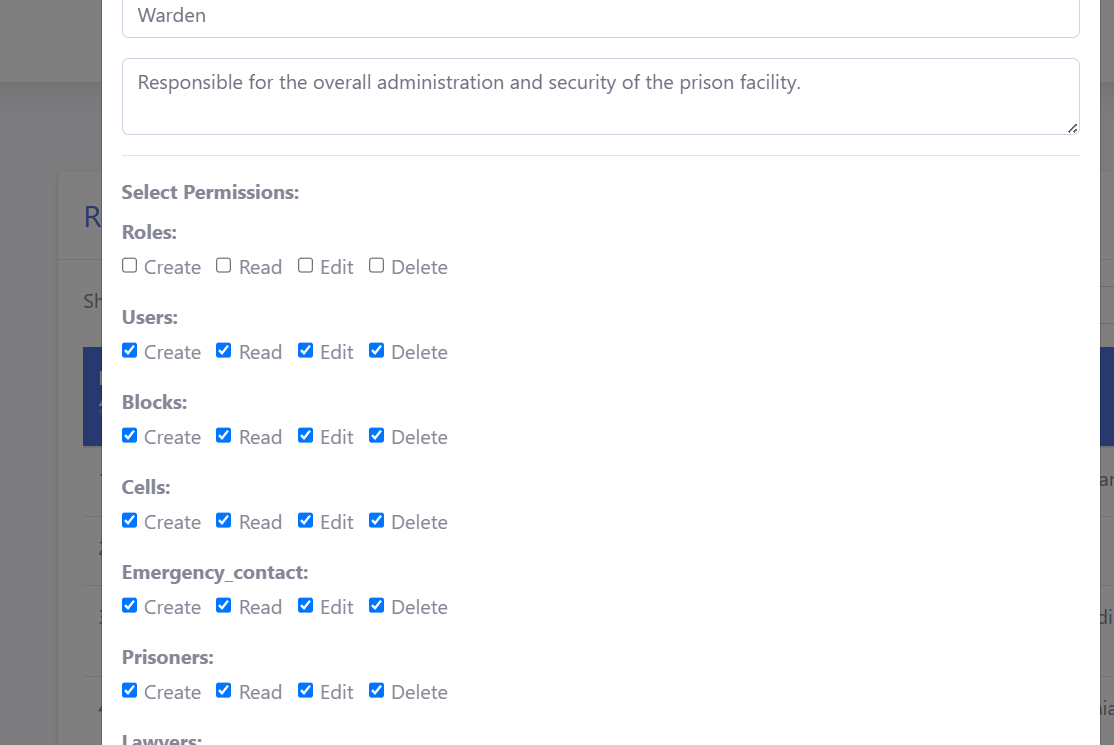 Warden
Responsible for the overall administration and security of the prison facility.
Select Permissions:
Roles:
Create Read Edit Delete
Users:
Create Read Edit Delete
Blocks:
Create Read Edit Delete
Cells:
Create Read Edit Delete
Emergency_contact:
Create Read Edit Delete
Prisoners:
Create Read Edit Delete
Lawyers: